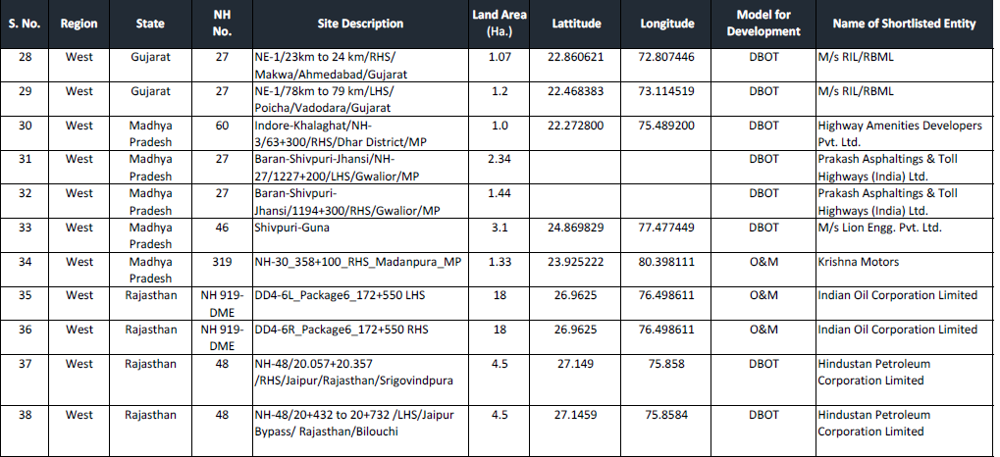 S. No. Region State NH No. Site Description Land Area (Ha.) Lattitude Longitude Model for Development Name of Shortlisted Entity
28 West Gujarat 27 NE-1/23km to 24 km/RHS/ 1.07 22.860621 72.807446 DBOT M/s RIL/RBML
Makwa/Ahmedabad/Gujarat
29 West Gujarat 27 NE-1/78km to 79 km/LHS/ 1.2 22.468383 73.114519 DBOT M/s RIL/RBML
Poicha/Vadodara/Gujarat
30 West Madhya 60 Indore-Khalaghat/NH- 1.0 22.272800 75.489200 DBOT Highway Amenities Developers
Pradesh 3/63+300/RHS/Dhar District/MP Pvt. Ltd.
31 West Madhya 27 Baran-Shivpuri-Jhansi/NH- 2.34 DBOT Prakash Asphaltings & Toll
Pradesh 27/1227+200/LHS/Gwalior/MP Highways (India) Ltd.
32 West Madhya 27 Baran-Shivpuri- 1.44 DBOT Prakash Asphaltings & Toll
Pradesh Jhansi/1194+300/RHS/Gwalior/MP Highways (India) Ltd.
33 West Madhya 46 Shivpuri-Guna 3.1 24.869829 77.477449 DBOT M/s Lion Engg. Pvt. Ltd.
Pradesh
34 West Madhya 319 NH-30_358+100_RHS_Madanpura_MP 1.33 23.925222 80.398111 O&M Krishna Motors
Pradesh
35 West Rajasthan NH 919- DD4-6L_Package6_172+550 LHS 18 26.9625 76.498611 O&M Indian Oil Corporation Limited
DME
36 West Rajasthan NH 919- DD4-6R_Package6_172+550 RHS 18 26.9625 76.498611 O&M Indian Oil Corporation Limited
DME
37 West Rajasthan 48 NH-48/20.057+20.357 4.5 27.149 75.858 DBOT Hindustan Petroleum
/RHS/Jaipur/Rajasthan/Srigovindpura Corporation Limited
38 West Rajasthan 48 NH-48/20+432 to 20+732 /LHS/Jaipur 4.5 27.1459 75.8584 DBOT Hindustan Petroleum
Bypass/ Rajasthan/Bilouchi Corporation Limited